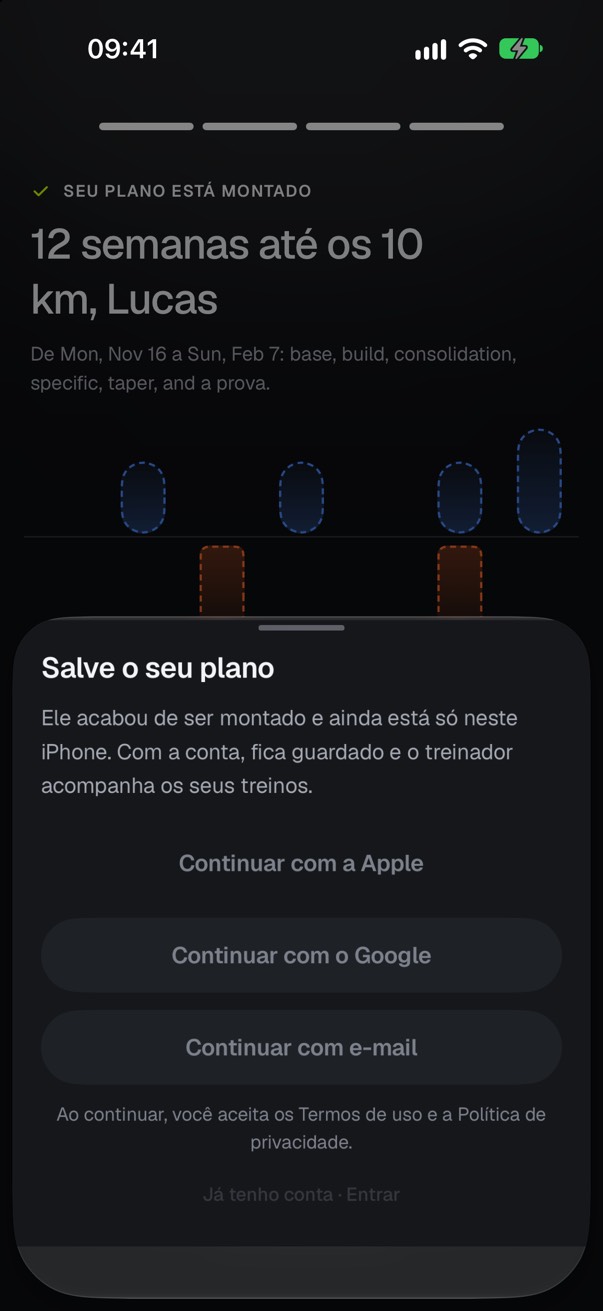 09:41
SEU PLANO ESTÁ MONTADO
12 semanas até os 10
km, Lucas
De Mon, Nov 16 a Sun, Feb 7: base, build, consolidation,
specific, taper, and a prova.
Salve o seu plano
Ele acabou de ser montado e ainda está só neste
iPhone. Com a conta, fica guardado e o treinador
acompanha os seus treinos.
Continuar com a Apple
Continuar com o Google
Continuar com e-mail
Ao continuar, você aceita os Termos de uso e a Política de
privacidade.
Já tenho conta · Entrar